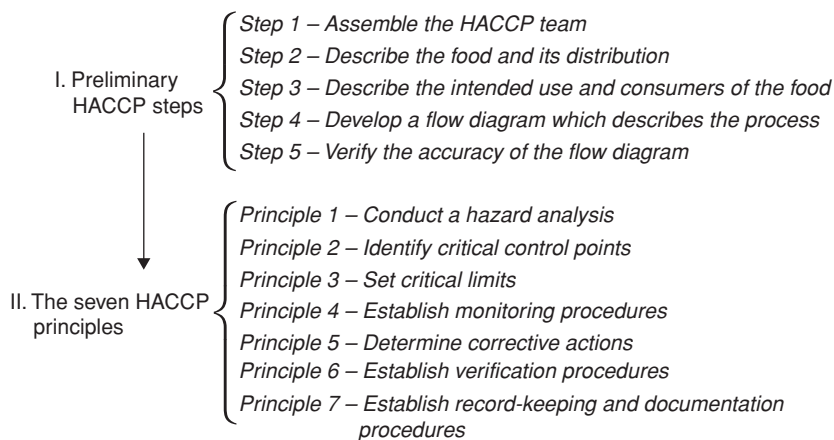 I. Preliminary
HACCP steps
Step 1 – Assemble the HACCP team
Step 2 – Describe the food and its distribution
Step 3 – Describe the intended use and consumers of the food
Step 4 – Develop a flow diagram which describes the process
Step 5 – Verify the accuracy of the flow diagram
II. The seven HACCP
principles
Principle 1 – Conduct a hazard analysis
Principle 2 – Identify critical control points
Principle 3 – Set critical limits
Principle 4 – Establish monitoring procedures
Principle 5 – Determine corrective actions
Principle 6 – Establish verification procedures
Principle 7 – Establish record-keeping and documentation
procedures